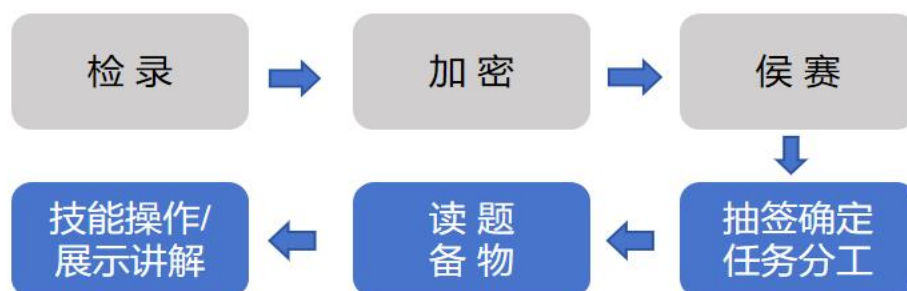 检 录
加 密
侯 赛
抽签确定
任务分工
读 题
备 物
技能操作/
展示讲解